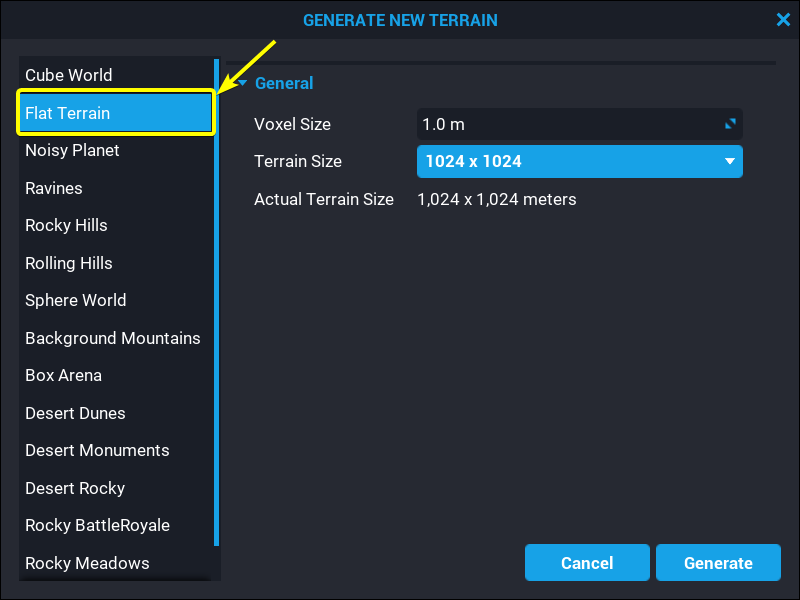 GENERATE NEW TERRAIN
Cube World
Flat Terrain
Noisy Planet
Ravines
Rocky Hills
Rolling Hills
Sphere World
Background Mountains
Box Arena
Desert Dunes
Desert Monuments
Desert Rocky
Rocky BattleRoyale
Rocky Meadows
General
Voxel Size 1.0 m
Terrain Size 1024 x 1024
Actual Terrain Size 1,024 x 1,024 meters
Cancel Generate